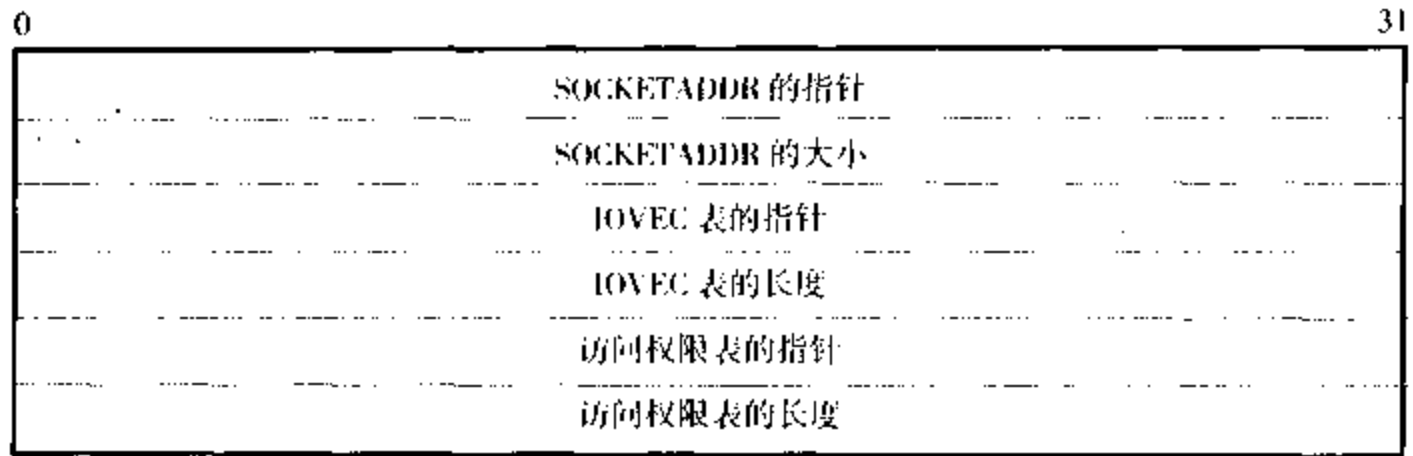 0 31
SOCKETADDR 的指针
SOCKETADDR 的大小
IOVEC 表的指针
IOVEC 表的长度
访问权限表的指针
访问权限表的长度